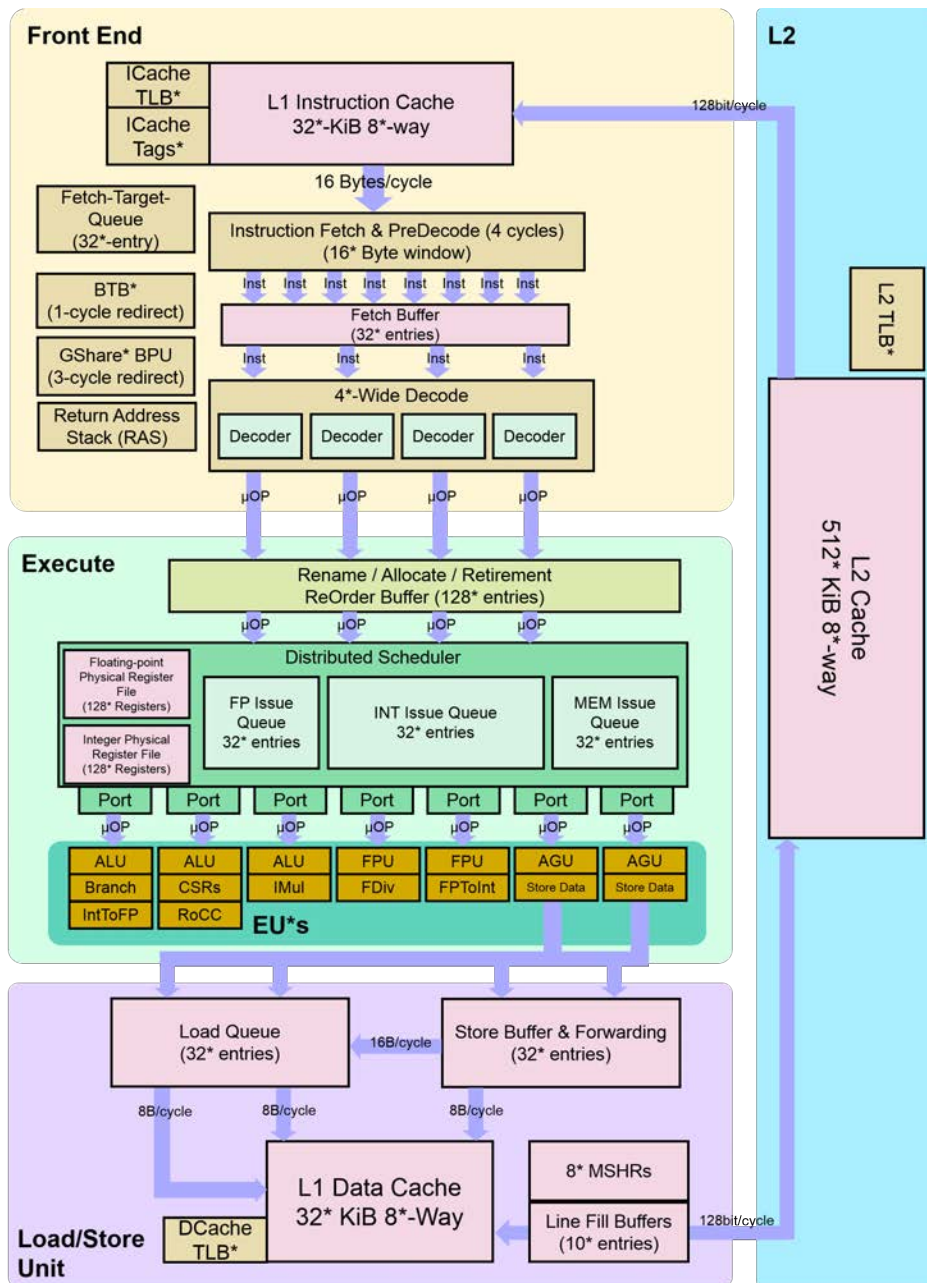 Front End
L2
ICache
TLB*
ICache
Tags*
L1 Instruction Cache
32*-KiB 8*-way
128bit/cycle
16 Bytes/cycle
Fetch-Target-
Queue
(32*-entry)
Instruction Fetch & PreDecode (4 cycles)
(16* Byte window)
Inst Inst Inst Inst Inst Inst Inst Inst
BTB*
(1-cycle redirect)
Fetch Buffer
(32* entries)
GShare* BPU
(3-cycle redirect)
Inst Inst Inst Inst
Return Address
Stack (RAS)
4*-Wide Decode
Decoder Decoder Decoder Decoder
µOP µOP µOP µOP
L2 TLB*
L2 Cache
512* KiB 8*-way
Execute
Rename / Allocate / Retirement
ReOrder Buffer (128* entries)
µOP µOP µOP µOP
Distributed Scheduler
Floating-point
Physical Register
File
(128* Registers)
Integer Physical
Register File
(128* Registers)
FP Issue
Queue
32* entries
INT Issue Queue
32* entries
MEM Issue
Queue
32* entries
Port Port Port Port Port Port Port
µOP µOP µOP µOP µOP µOP µOP
ALU ALU ALU FPU FPU AGU AGU
Branch CSRs IMul FDiv FPToInt Store Data Store Data
IntToFP RoCC
EU*s
Load Queue
(32* entries)
16B/cycle
Store Buffer & Forwarding
(32* entries)
8B/cycle 8B/cycle 8B/cycle
L1 Data Cache
32* KiB 8*-Way
8* MSHRs
Line Fill Buffers
(10* entries)
128bit/cycle
DCache
TLB*
Load/Store
Unit